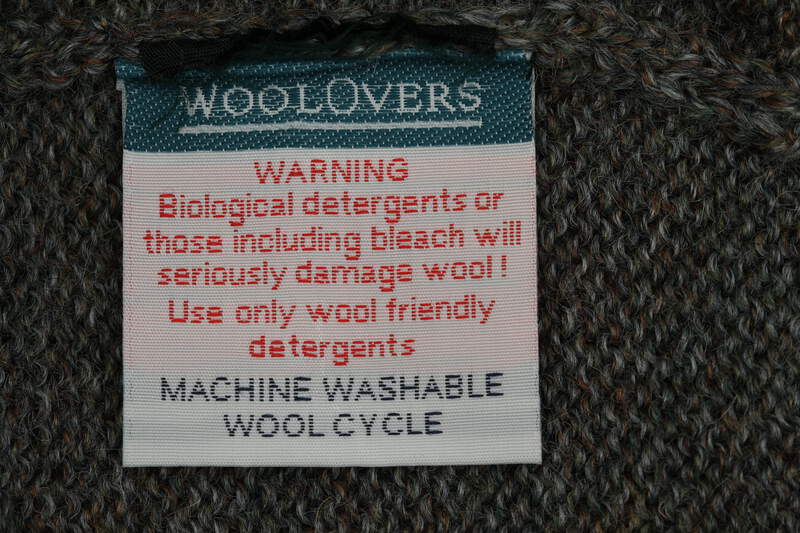 WOOLOVERS
WARNING
Biological detergents or
those including bleach will
seriously damage wool!
Use only wool friendly
detergents
MACHINE WASHABLE
WOOL CYCLE